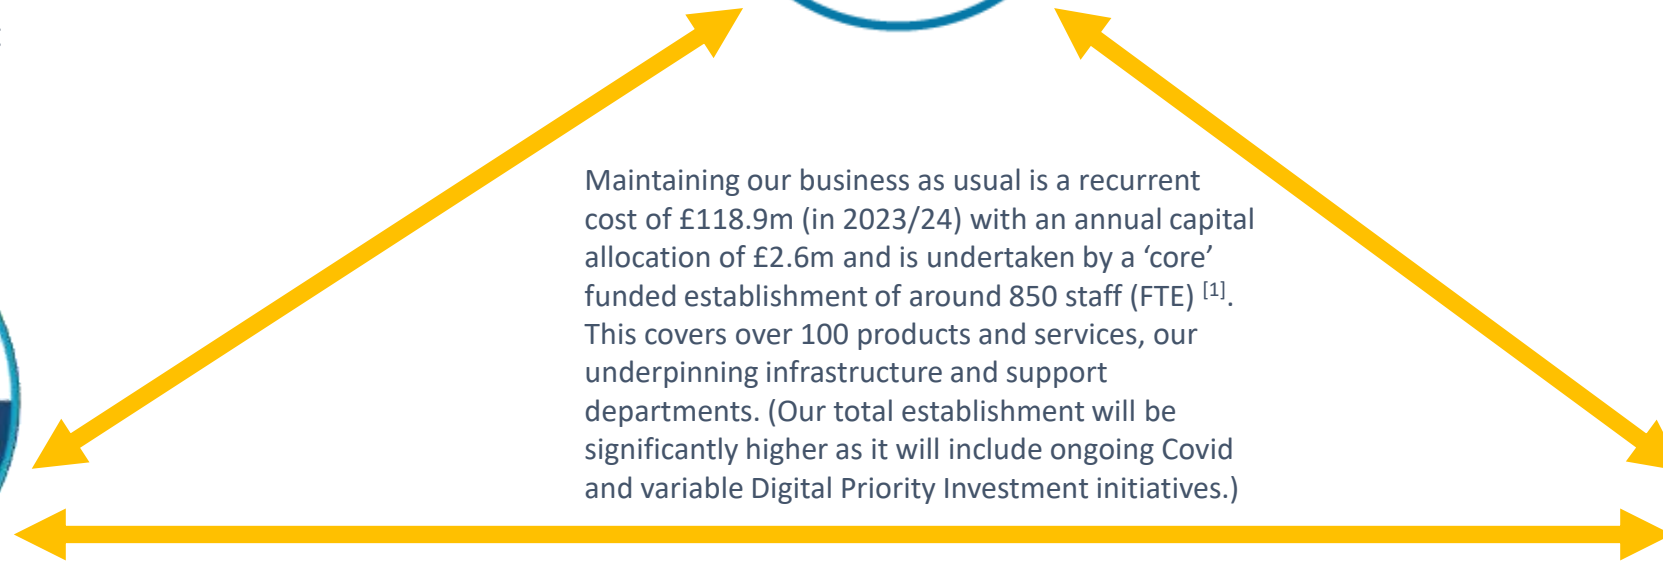 Maintaining our business as usual is a recurrent
cost of £118.9m (in 2023/24) with an annual capital
allocation of £2.6m and is undertaken by a ‘core’
funded establishment of around 850 staff (FTE) [1].
This covers over 100 products and services, our
underpinning infrastructure and support
departments. (Our total establishment will be
significantly higher as it will include ongoing Covid
and variable Digital Priority Investment initiatives.)